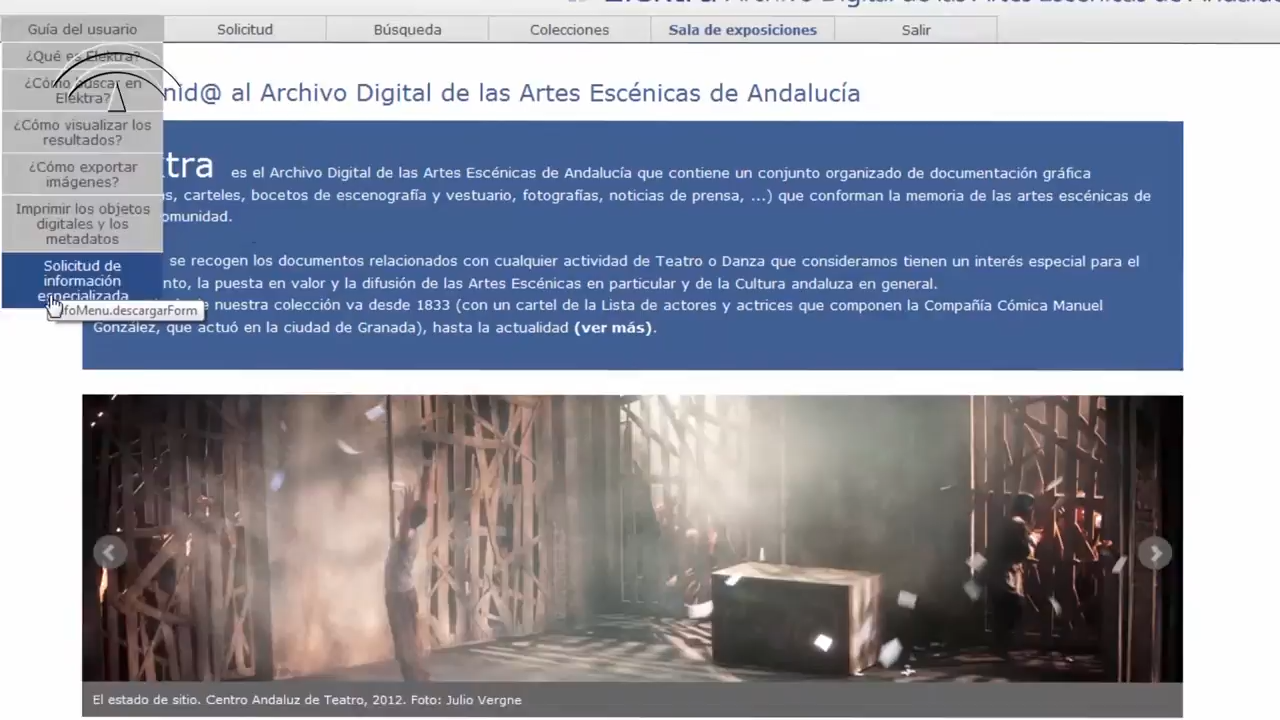 Archivo Digital de las Artes Escénicas de
Guía del usuario
Solicitud
Búsqueda
Colecciones
Sala de exposiciones
Salir
¿Qué es Elektra?
¿Cómo buscar en
Elektra?
¿Cómo visualizar los
resultados?
¿Cómo exportar
imágenes?
Imprimir los objetos
digitales y los
metadatos
Solicitud de
información
especializada
nid@ al Archivo Digital de las Artes Escénicas de Andalucía
tra es el Archivo Digital de las Artes Escénicas de Andalucía que contiene un conjunto organizado de documentación gráfica
s, carteles, bocetos de escenografía y vestuario, fotografías, noticias de prensa, ...) que conforman la memoria de las artes escénicas de
omunidad.
se recogen los documentos relacionados con cualquier actividad de Teatro o Danza que consideramos tienen un interés especial para el
nto, la puesta en valor y la difusión de las Artes Escénicas en particular y de la Cultura andaluza en general.
nuestra colección va desde 1833 (con un cartel de la Lista de actores y actrices que componen la Compañía Cómica Manuel
González, que actuó en la ciudad de Granada), hasta la actualidad (ver más).
foMenu.descargarForm
El estado de sitio. Centro Andaluz de Teatro, 2012. Foto: Julio Vergne